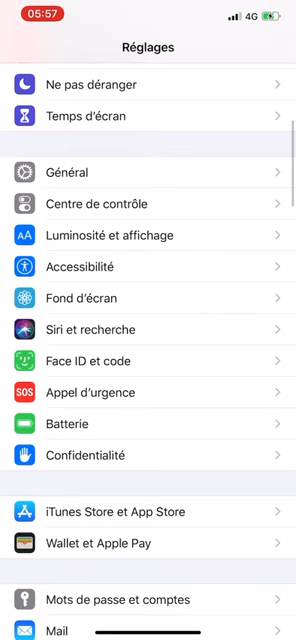 05:57
4G
Réglages
Ne pas déranger
Temps d’écran
Général
Centre de contrôle
AA Luminosité et affichage
Accessibilité
Fond d’écran
Siri et recherche
Face ID et code
SOS Appel d’urgence
Batterie
Confidentialité
iTunes Store et App Store
Wallet et Apple Pay
Mots de passe et comptes
Mail